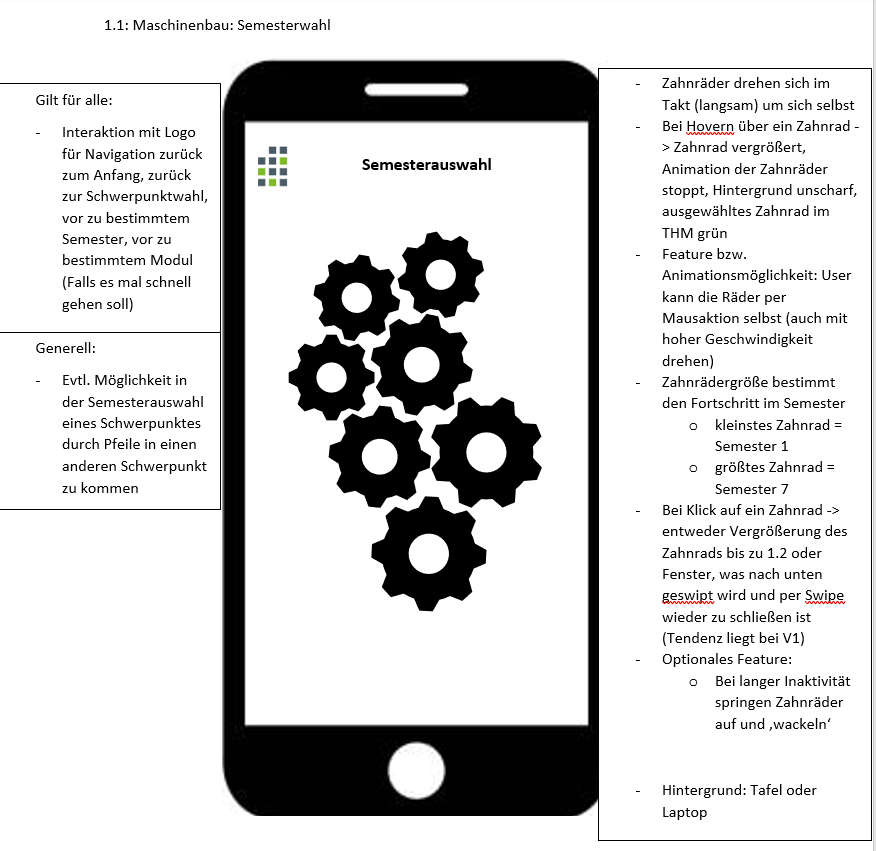 1.1: Maschinenbau: Semesterwahl
Gilt für alle:
- Interaktion mit Logo
für Navigation zurück
zum Anfang, zurück
zur Schwerpunktwahl,
vor zu bestimmtem
Semester, vor zu
bestimmtem Modul
(Falls es mal schnell
gehen soll)
Generell:
- Evtl. Möglichkeit in
der Semesterauswahl
eines Schwerpunktes
durch Pfeile in einen
anderen Schwerpunkt
zu kommen
Semesterauswahl
- Zahnräder drehen sich im
Takt (langsam) um sich selbst
- Bei Hovern über ein Zahnrad -
> Zahnrad vergrößert,
Animation der Zahnräder
stoppt, Hintergrund unscharf,
ausgewähltes Zahnrad im
THM grün
- Feature bzw.
Animationsmöglichkeit: User
kann die Räder per
Mausaktion selbst (auch mit
hoher Geschwindigkeit
drehen)
- Zahnrädergröße bestimmt
den Fortschritt im Semester
o kleinstes Zahnrad =
Semester 1
o größtes Zahnrad =
Semester 7
- Bei Klick auf ein Zahnrad ->
entweder Vergrößerung des
Zahnrads bis zu 1.2 oder
Fenster, was nach unten
geswipt wird und per Swipe
wieder zu schließen ist
(Tendenz liegt bei V1)
- Optionales Feature:
o Bei langer Inaktivität
springen Zahnräder
auf und ‚wackeln‘
- Hintergrund: Tafel oder
Laptop